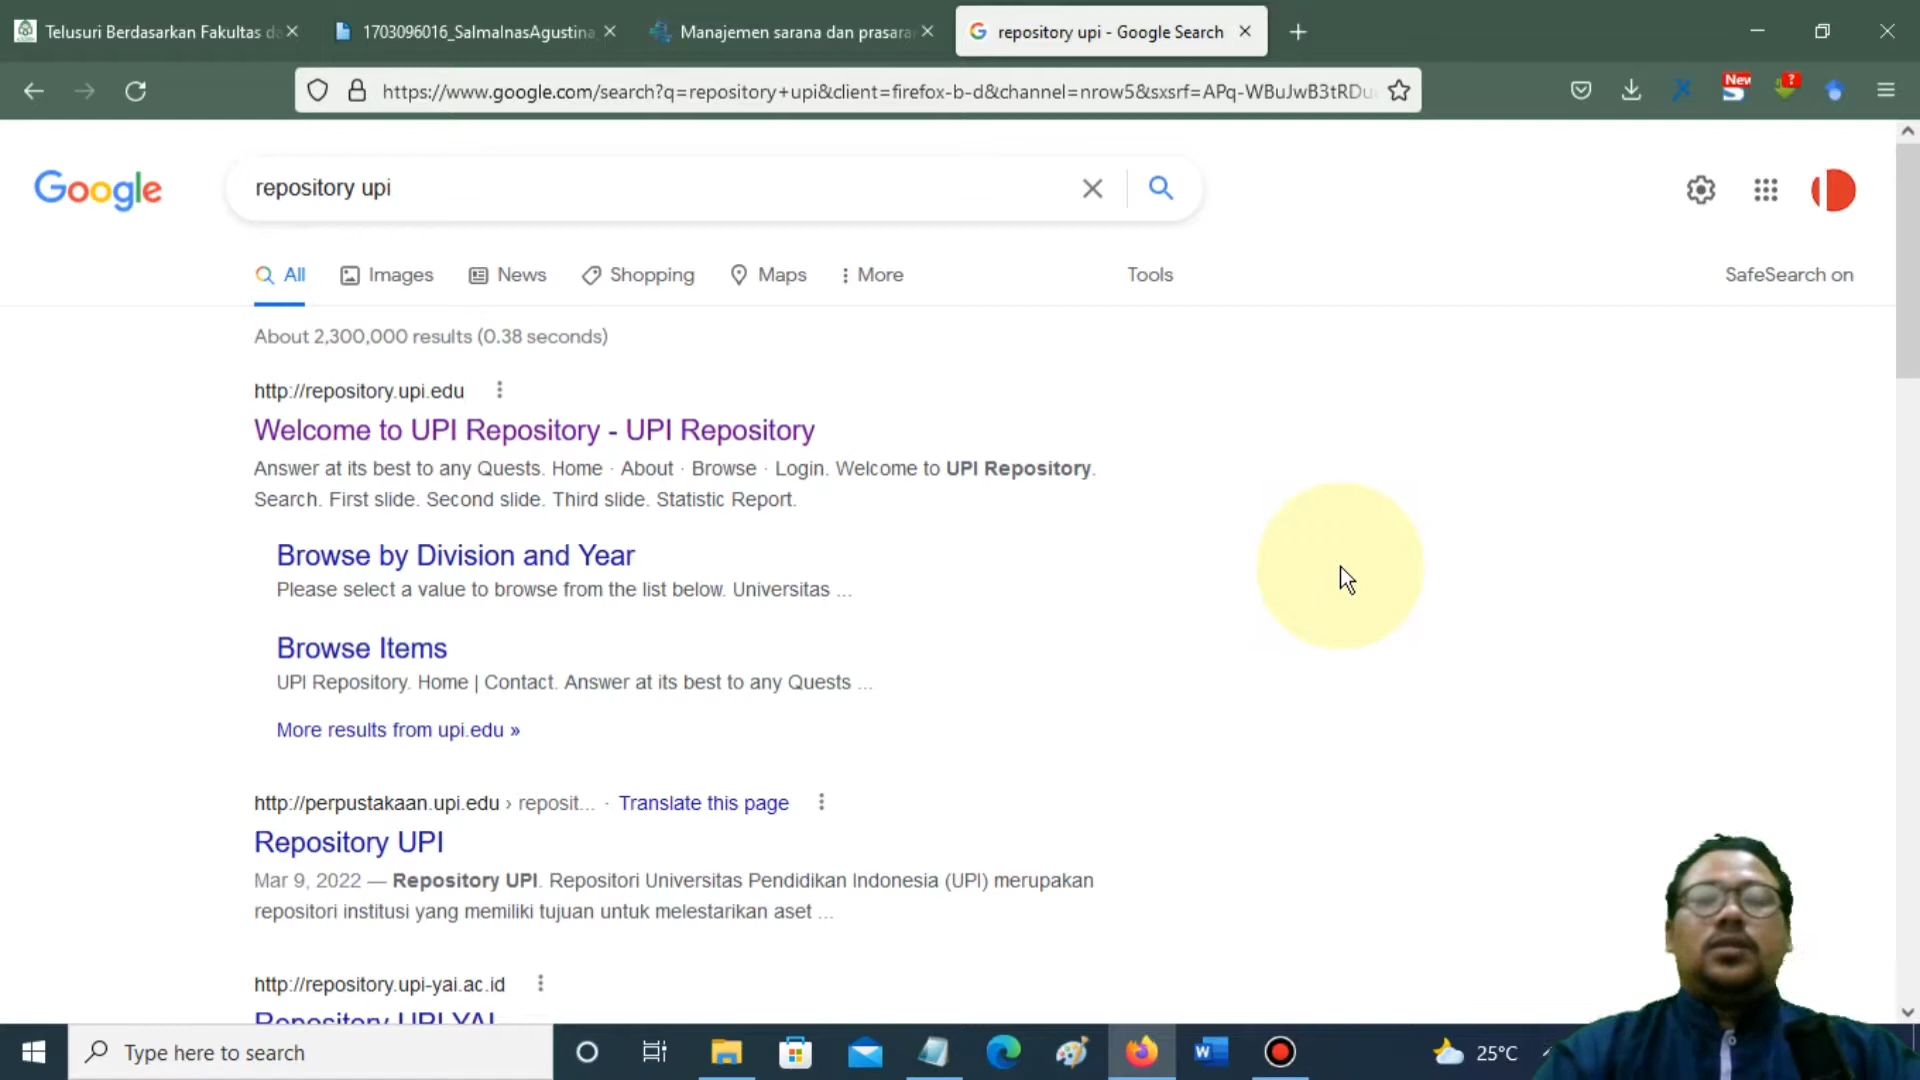 Telusuri Berdasarkan Fakultas da
1703096016_SalmaInasAgustina
Manajemen sarana dan prasaran
repository upi - Google Search
https://www.google.com/search?q=repository+upi&client=firefox-b-d&channel=nrow5&sxsrf=APq-WBuJwB3tRDu
New
?
Google
repository upi
All
Images
News
Shopping
Maps
More
Tools
SafeSearch on
About 2,300,000 results (0.38 seconds)
http://repository.upi.edu
Welcome to UPI Repository - UPI Repository
Answer at its best to any Quests. Home · About · Browse · Login. Welcome to UPI Repository.
Search. First slide. Second slide. Third slide. Statistic Report.
Browse by Division and Year
Please select a value to browse from the list below. Universitas ...
Browse Items
UPI Repository. Home | Contact. Answer at its best to any Quests ...
More results from upi.edu »
http://perpustakaan.upi.edu › reposit... · Translate this page
Repository UPI
Mar 9, 2022 — Repository UPI. Repositori Universitas Pendidikan Indonesia (UPI) merupakan
repositori institusi yang memiliki tujuan untuk melestarikan aset ...
http://repository.upi-yai.ac.id
Repository UPI YAI
Type here to search
25°C